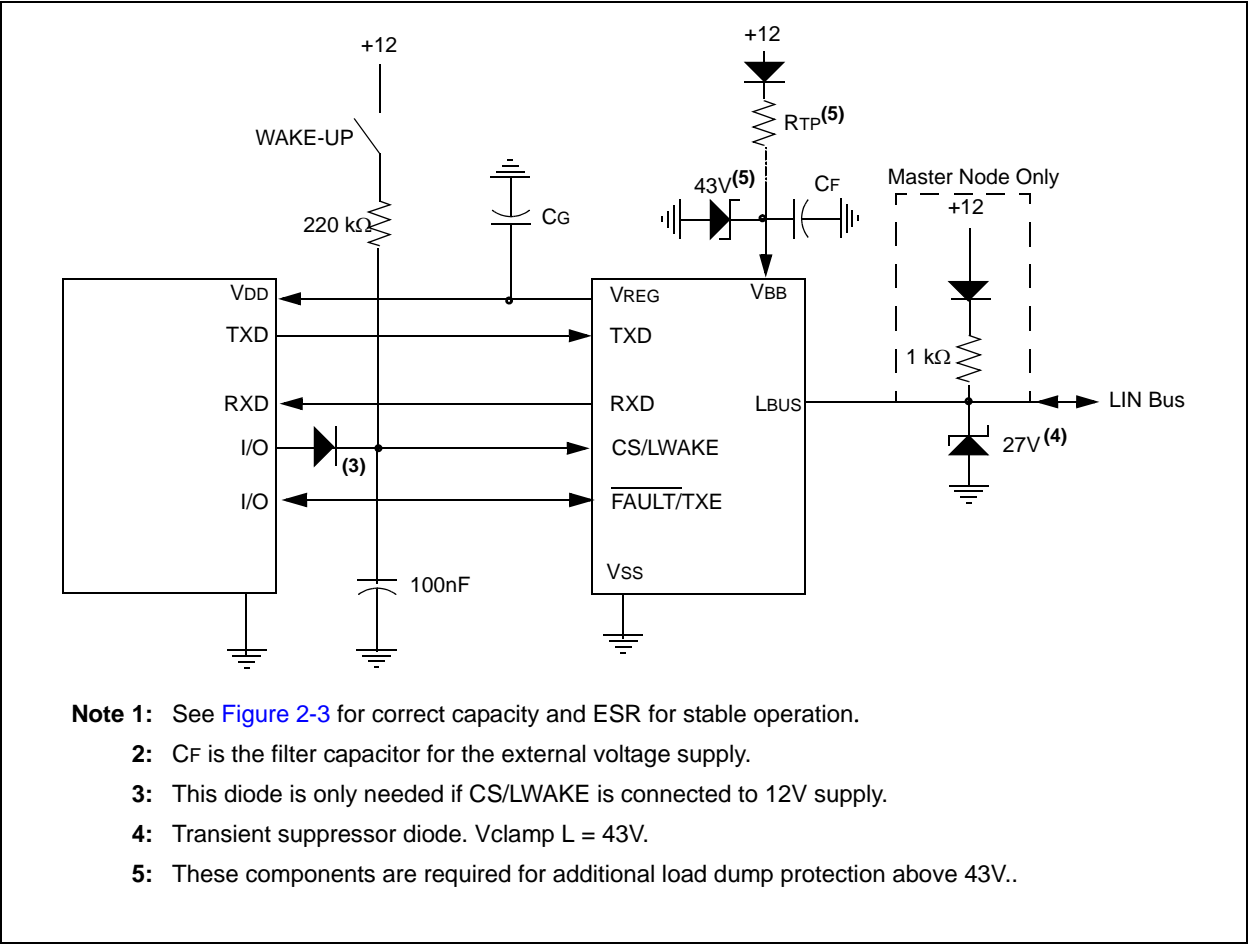 +12
+12
RTP(5)
WAKE-UP
43V(5)
CF
Master Node Only
+12
220 kΩ
CG
VDD
VREG
VBB
TXD
TXD
1 kΩ
RXD
RXD
LBUS
LIN Bus
I/O
(3)
CS/LWAKE
27V(4)
I/O
FAULT/TXE
VSS
100nF
Note 1: See Figure 2-3 for correct capacity and ESR for stable operation.
2: CF is the filter capacitor for the external voltage supply.
3: This diode is only needed if CS/LWAKE is connected to 12V supply.
4: Transient suppressor diode. Vclamp L = 43V.
5: These components are required for additional load dump protection above 43V..